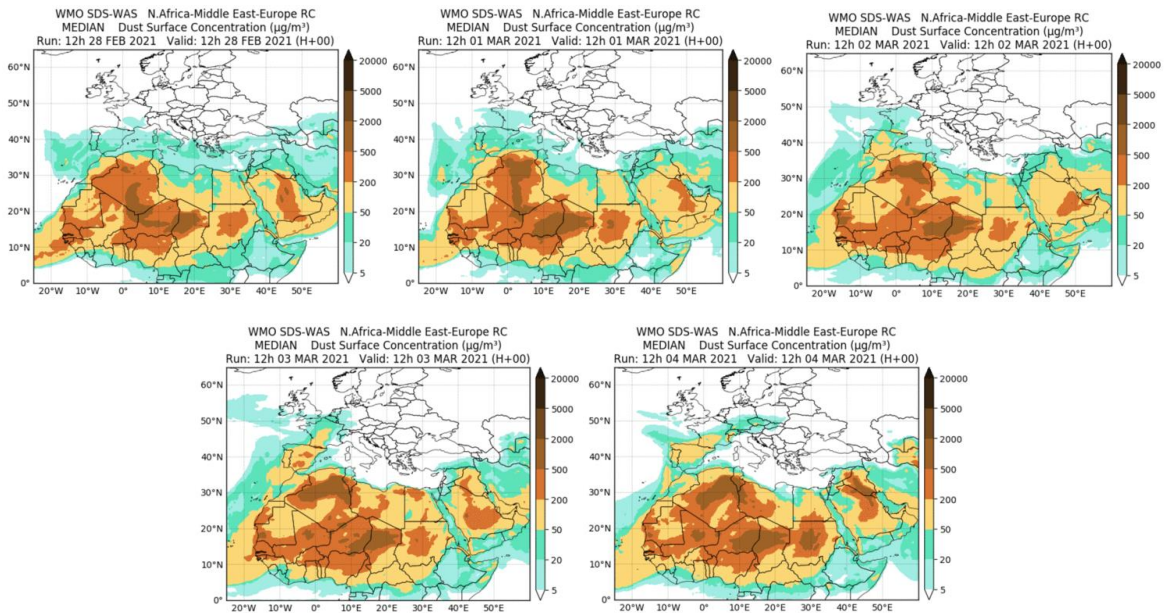 WMO SDS-WAS N.Africa-Middle East-Europe RC
MEDIAN Dust Surface Concentration (µg/m³)
Run: 12h 28 FEB 2021 Valid: 12h 28 FEB 2021 (H+00)
60°N
50°N
40°N
30°N
20°N
10°N
0°
20°W 10°W 0° 10°E 20°E 30°E 40°E 50°E
20000
5000
2000
500
200
50
20
5
WMO SDS-WAS N.Africa-Middle East-Europe RC
MEDIAN Dust Surface Concentration (µg/m³)
Run: 12h 01 MAR 2021 Valid: 12h 01 MAR 2021 (H+00)
60°N
50°N
40°N
30°N
20°N
10°N
0°
20°W 10°W 0° 10°E 20°E 30°E 40°E 50°E
20000
5000
2000
500
200
50
20
5
WMO SDS-WAS N.Africa-Middle East-Europe RC
MEDIAN Dust Surface Concentration (µg/m³)
Run: 12h 02 MAR 2021 Valid: 12h 02 MAR 2021 (H+00)
60°N
50°N
40°N
30°N
20°N
10°N
0°
20°W 10°W 0° 10°E 20°E 30°E 40°E 50°E
20000
5000
2000
500
200
50
20
5
WMO SDS-WAS N.Africa-Middle East-Europe RC
MEDIAN Dust Surface Concentration (µg/m³)
Run: 12h 03 MAR 2021 Valid: 12h 03 MAR 2021 (H+00)
60°N
50°N
40°N
30°N
20°N
10°N
0°
20°W 10°W 0° 10°E 20°E 30°E 40°E 50°E
20000
5000
2000
500
200
50
20
5
WMO SDS-WAS N.Africa-Middle East-Europe RC
MEDIAN Dust Surface Concentration (µg/m³)
Run: 12h 04 MAR 2021 Valid: 12h 04 MAR 2021 (H+00)
60°N
50°N
40°N
30°N
20°N
10°N
0°
20°W 10°W 0° 10°E 20°E 30°E 40°E 50°E
20000
5000
2000
500
200
50
20
5